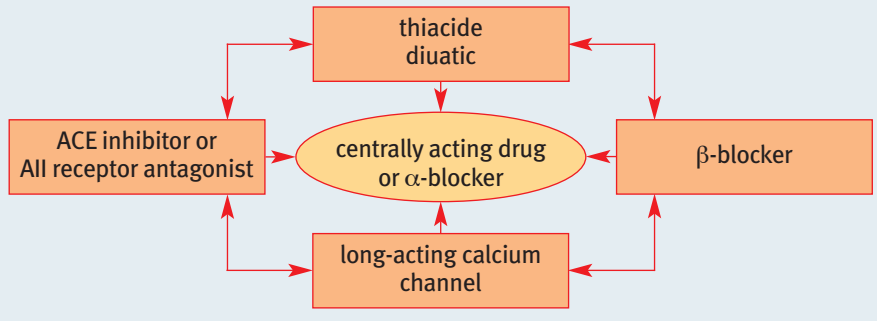 thiacide
diuatic
ACE inhibitor or
AII receptor antagonist
centrally acting drug
or α-blocker
β-blocker
long-acting calcium
channel